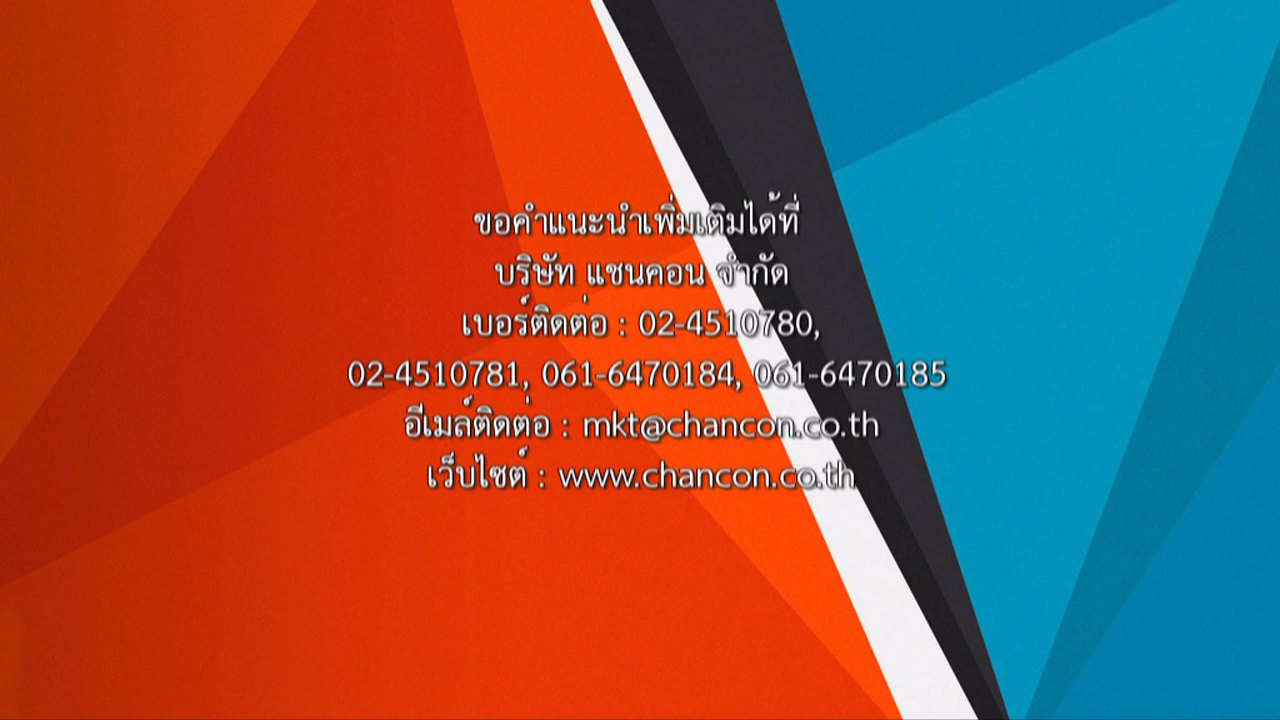 ขอคำแนะนำเพิ่มเติมได้ที่
บริษัท แชนคอน จำกัด
เบอร์ติดต่อ : 02-4510780,
02-4510781, 061-6470184, 061-6470185
อีเมล์ติดต่อ : mkt@chancon.co.th
เว็บไซต์ : www.chancon.co.th